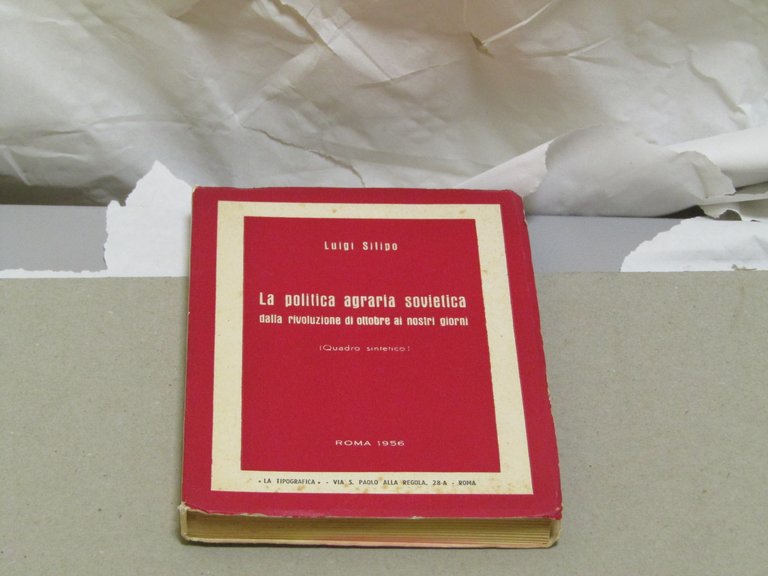 Luigi Silipo
La politica agraria sovietica
dalla rivoluzione di ottobre ai nostri giorni
(Quadro sintetico)
ROMA 1956
« LA TIPOGRAFICA » - VIA S. PAOLO ALLA REGOLA, 28-A - ROMA